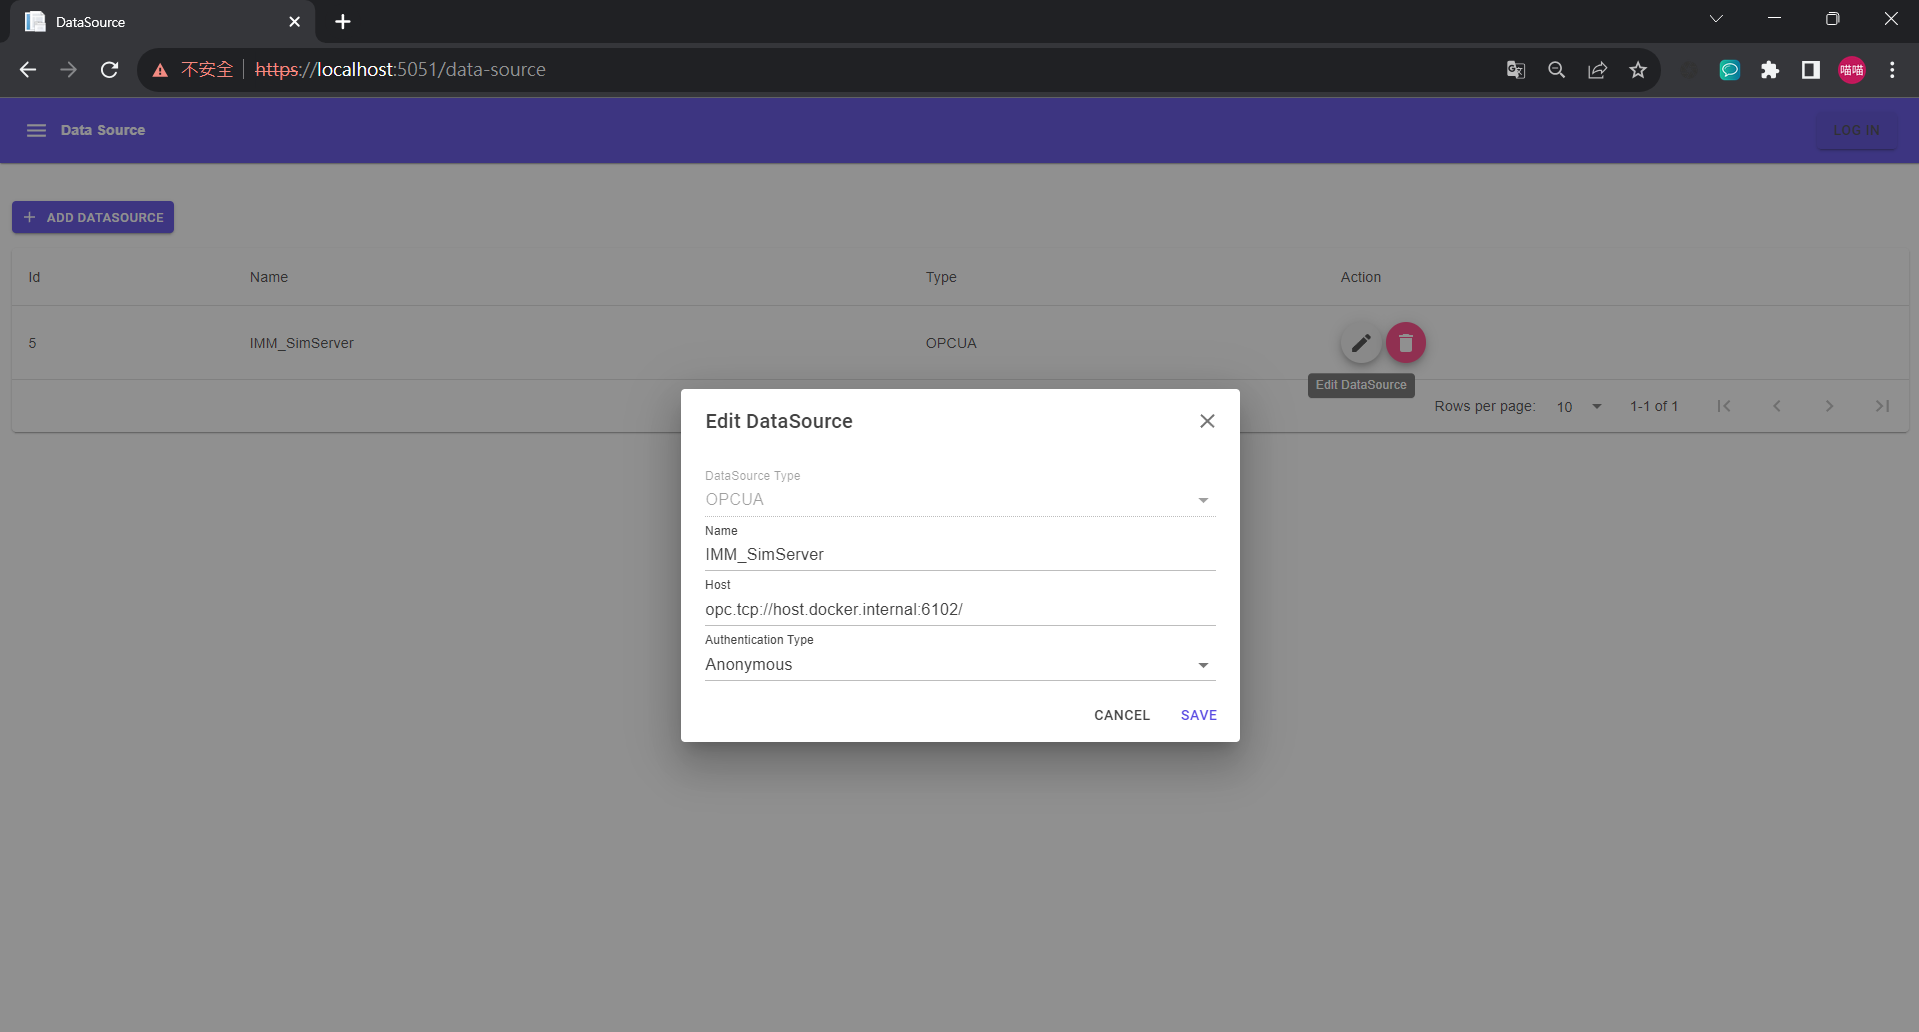 DataSource
不安全 https://localhost:5051/data-source
喵喵
Data Source
LOG IN
ADD DATASOURCE
Id Name Type Action
5 IMM_SimServer OPCUA
Edit DataSource
Rows per page: 10 1-1 of 1
Edit DataSource
DataSource Type
OPCUA
Name
IMM_SimServer
Host
opc.tcp://host.docker.internal:6102/
Authentication Type
Anonymous
CANCEL SAVE